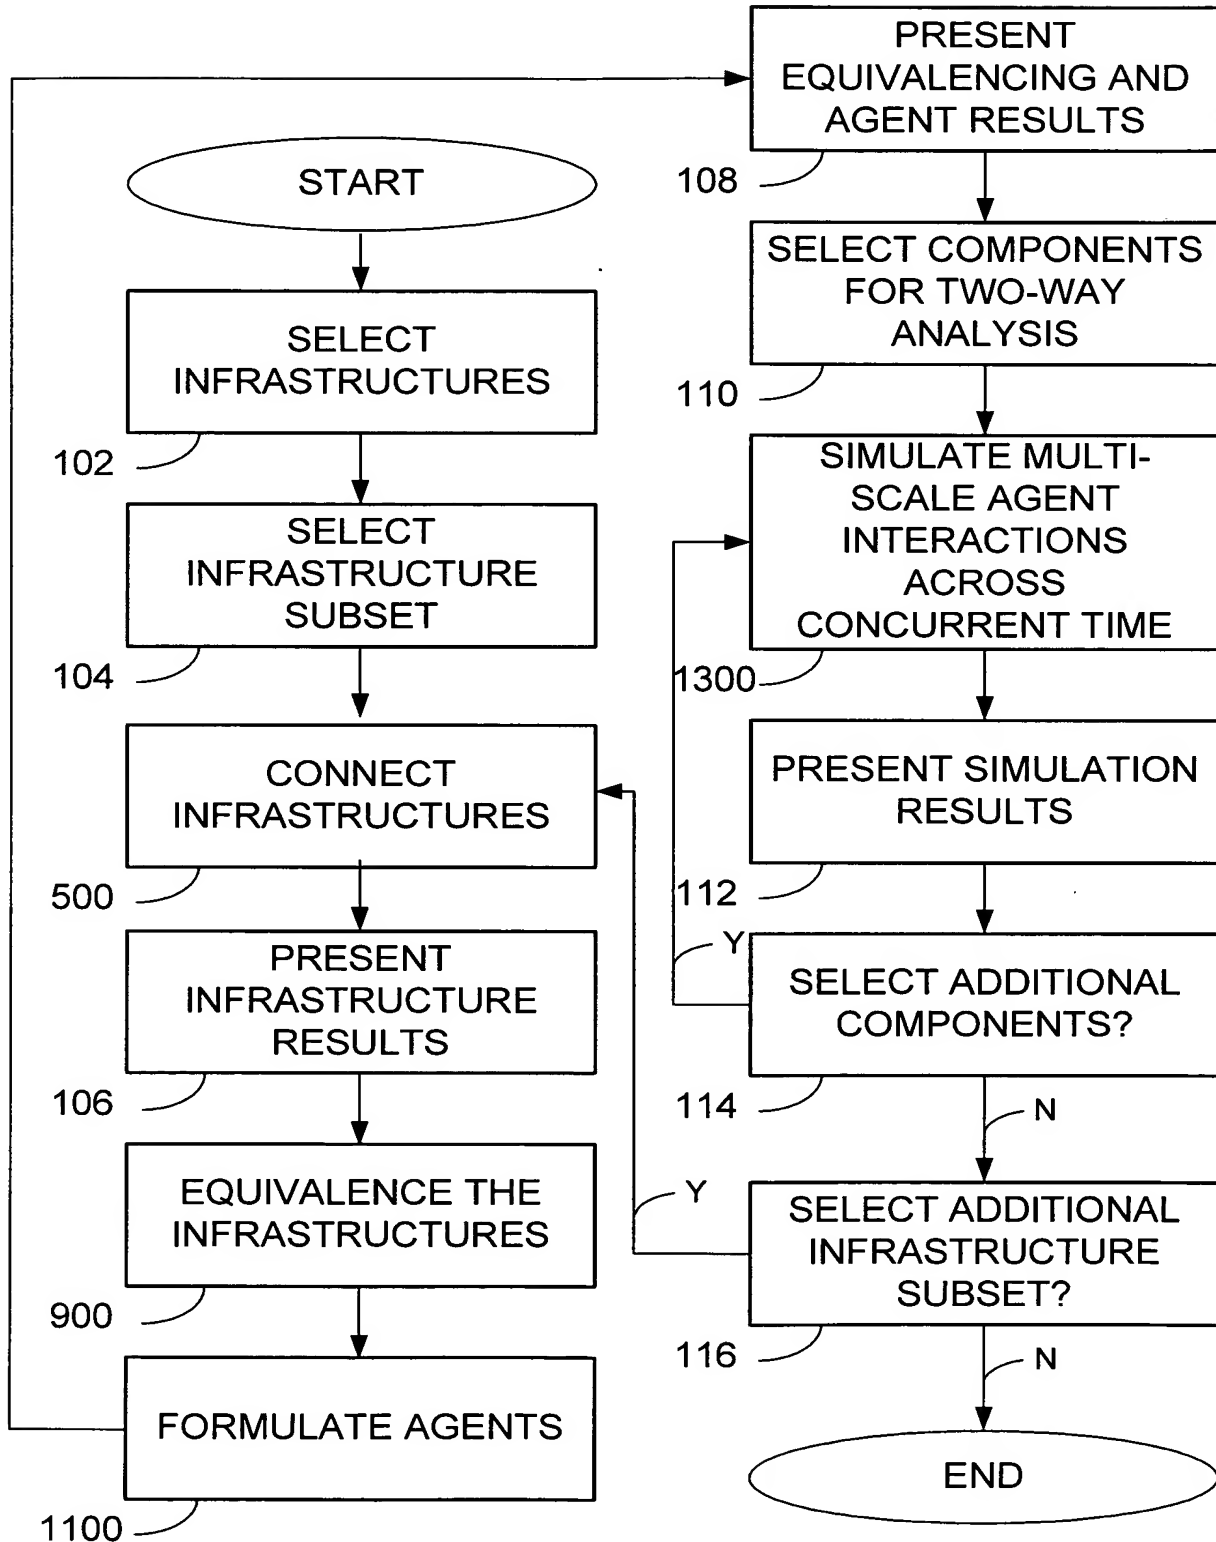 START
SELECT
INFRASTRUCTURES
102
SELECT
INFRASTRUCTURE
SUBSET
104
CONNECT
INFRASTRUCTURES
500
PRESENT
INFRASTRUCTURE
RESULTS
106
EQUIVALENCE THE
INFRASTRUCTURES
900
FORMULATE AGENTS
1100
PRESENT
EQUIVALENCING AND
AGENT RESULTS
108
SELECT COMPONENTS
FOR TWO-WAY
ANALYSIS
110
SIMULATE MULTI-
SCALE AGENT
INTERACTIONS
ACROSS
CONCURRENT TIME
1300
PRESENT SIMULATION
RESULTS
112
Y
SELECT ADDITIONAL
COMPONENTS?
114
N
Y
SELECT ADDITIONAL
INFRASTRUCTURE
SUBSET?
116
N
END